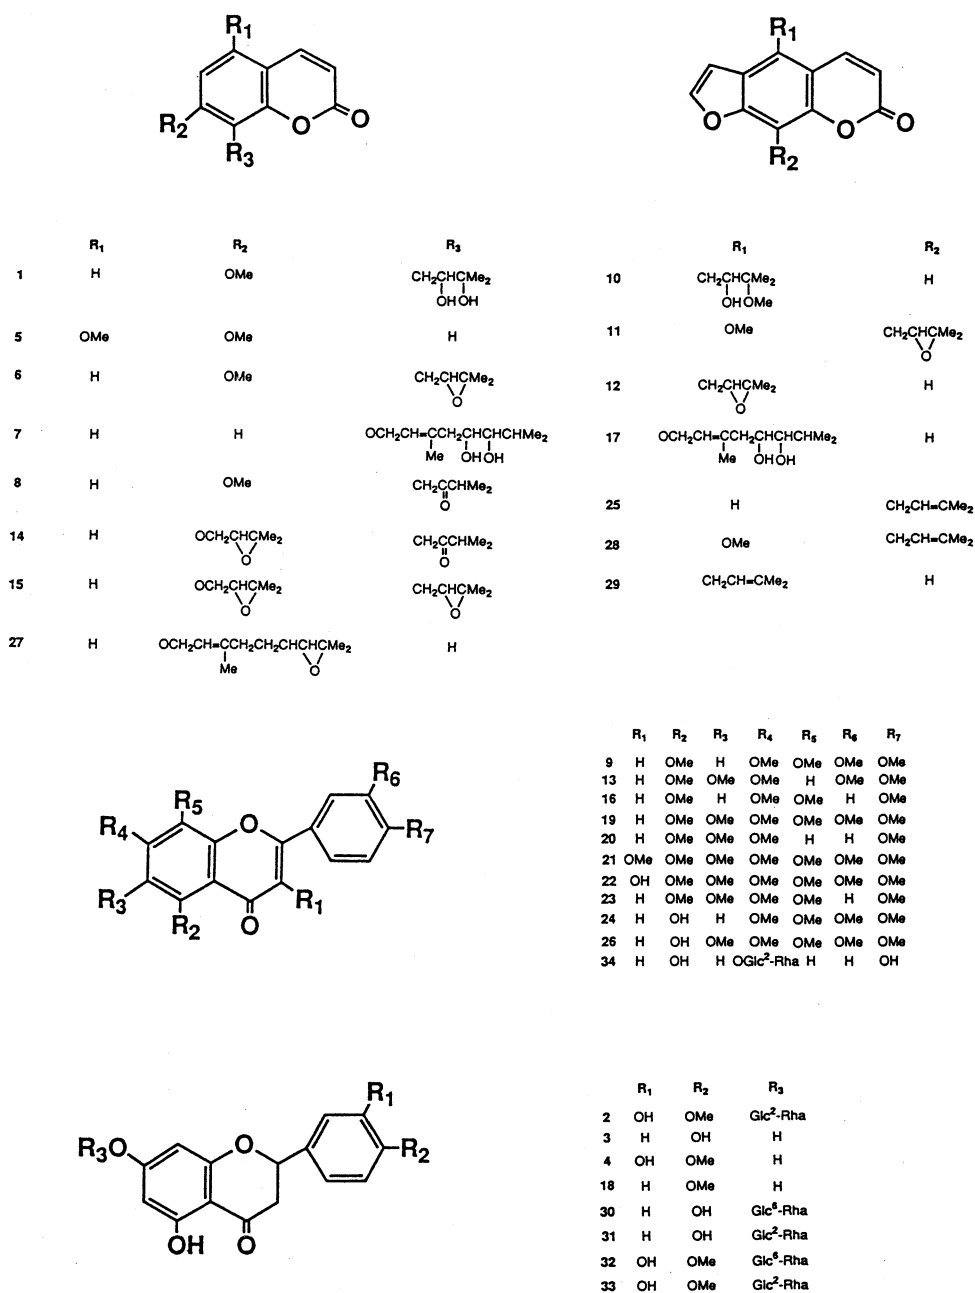 R1 R1
O O O O O
R2 R3 R2
R1 R2 R3
1 H OMe CH2CHCMe2
OH OH
5 OMe OMe H
6 H OMe CH2CHCMe2
O
7 H H OCH2CH=CCH2CHCHCHMe2
Me OH OH
8 H OMe CH2CCHMe2
O
14 H OCH2CHCMe2 CH2CCHMe2
O O
15 H OCH2CHCMe2 CH2CHCMe2
O O
27 H OCH2CH=CCH2CH2CHCMe2 H
Me O
R1 R2
10 CH2CHCMe2 H
OH OMe
11 OMe CH2CHCMe2
O
12 CH2CHCMe2 H
O
17 OCH2CH=CCH2CHCHCHMe2 H
Me OH OH
25 H CH2CH=CMe2
28 OMe CH2CH=CMe2
29 CH2CH=CMe2 H
R6
R5 O R7
R4
R3 R1
R2 O
R1 R2 R3 R4 R5 R6 R7
9 H OMe H OMe OMe OMe OMe
13 H OMe OMe OMe H OMe OMe
16 H OMe H OMe OMe H OMe
19 H OMe OMe OMe OMe OMe OMe
20 H OMe OMe OMe H H OMe
21 OMe OMe OMe OMe OMe OMe OMe
22 OH OMe OMe OMe OMe OMe OMe
23 H OMe OMe OMe OMe H OMe
24 H OH H OMe OMe OMe OMe
26 H OH OMe OMe OMe OMe OMe
34 H OH H OGlc2-Rha H H OH
R1
R3O O R2
OH O
R1 R2 R3
2 OH OMe Glc2-Rha
3 H OH H
4 OH OMe H
18 H OMe H
30 H OH Glc6-Rha
31 H OH Glc2-Rha
32 OH OMe Glc6-Rha
33 OH OMe Glc2-Rha